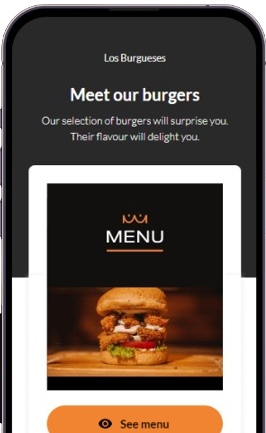 Los Burgueses
Meet our burgers
Our selection of burgers will surprise you.
Their flavour will delight you.
MENU
See menu